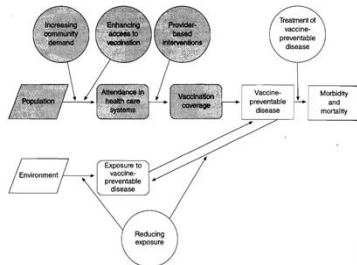 Increasing
community
demand
Enhancing
access to
vaccination
Provider-
based
interventions
Treatment of
vaccine-
preventable
disease
Population
Attendance in
health care
systems
Vaccination
coverage
Vaccine-
preventable
disease
Morbidity
and
mortality
Environment
Exposure to
vaccine-
preventable
disease
Reducing
exposure